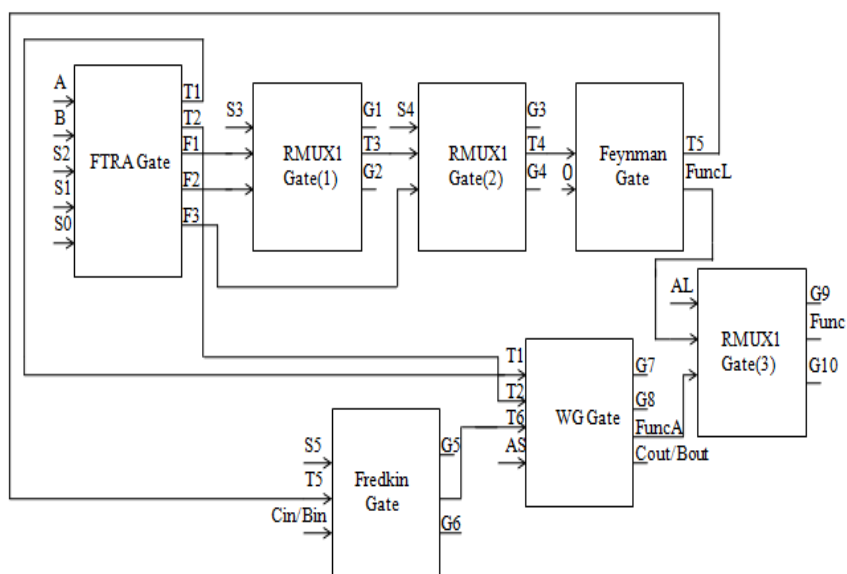 A
B
S2
S1
S0
FTRA Gate
T1
T2
F1
F2
F3
S3
RMUX1
Gate(1)
G1
T3
G2
S4
RMUX1
Gate(2)
G3
T4
G4
0
Feynman
Gate
T5
FuncL
AL
RMUX1
Gate(3)
G9
Func
G10
T1
T2
T6
AS
WG Gate
G7
G8
FuncA
Cout/Bout
S5
T5
Cin/Bin
Fredkin
Gate
G5
G6